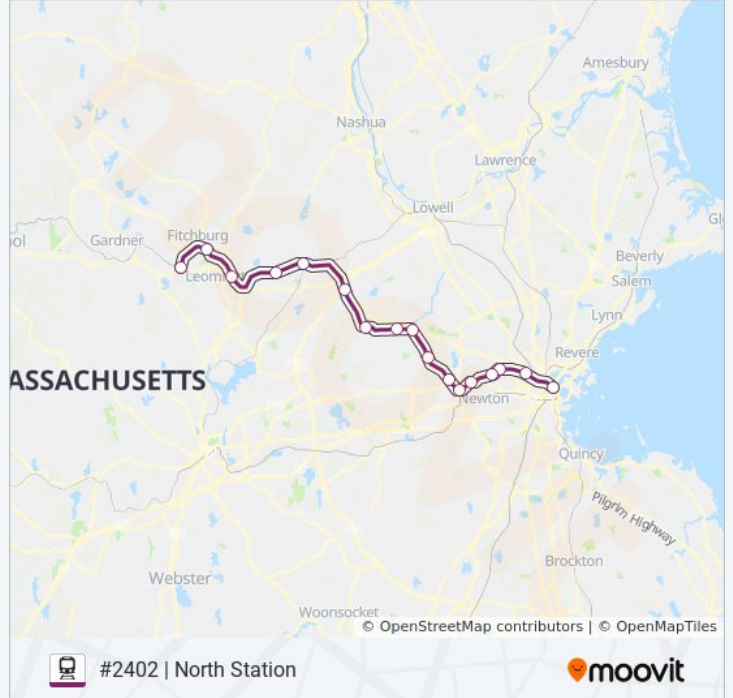 Amesbury
Nashua
Lawrence
Lowell
Gl
Fitchburg
ol
Gardner
Beverly
Leom
Salem
Lynn
Revere
ASSACHUSETTS
Newton
Quincy
Pilgrim Highway
Brockton
Webster
Woonsocket
© OpenStreetMap contributors | © OpenMapTiles
#2402 | North Station
moovit